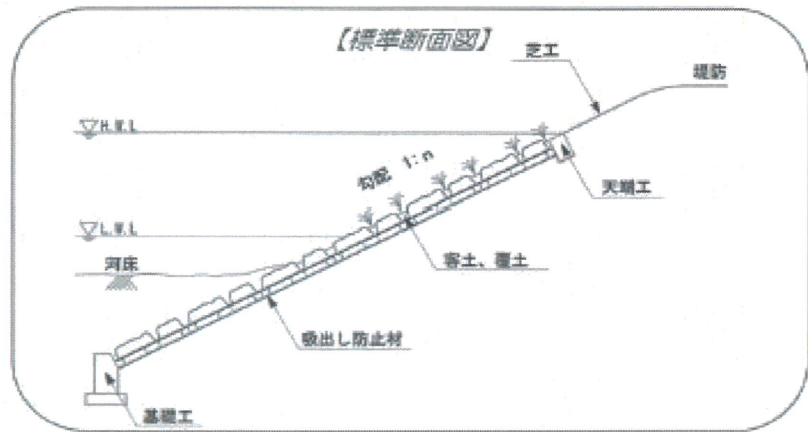 【標準断面図】
芝工
堤防
H.W.L
勾配 1:n
天端工
L.W.L
河床
客土、覆土
吸出し防止材
基礎工